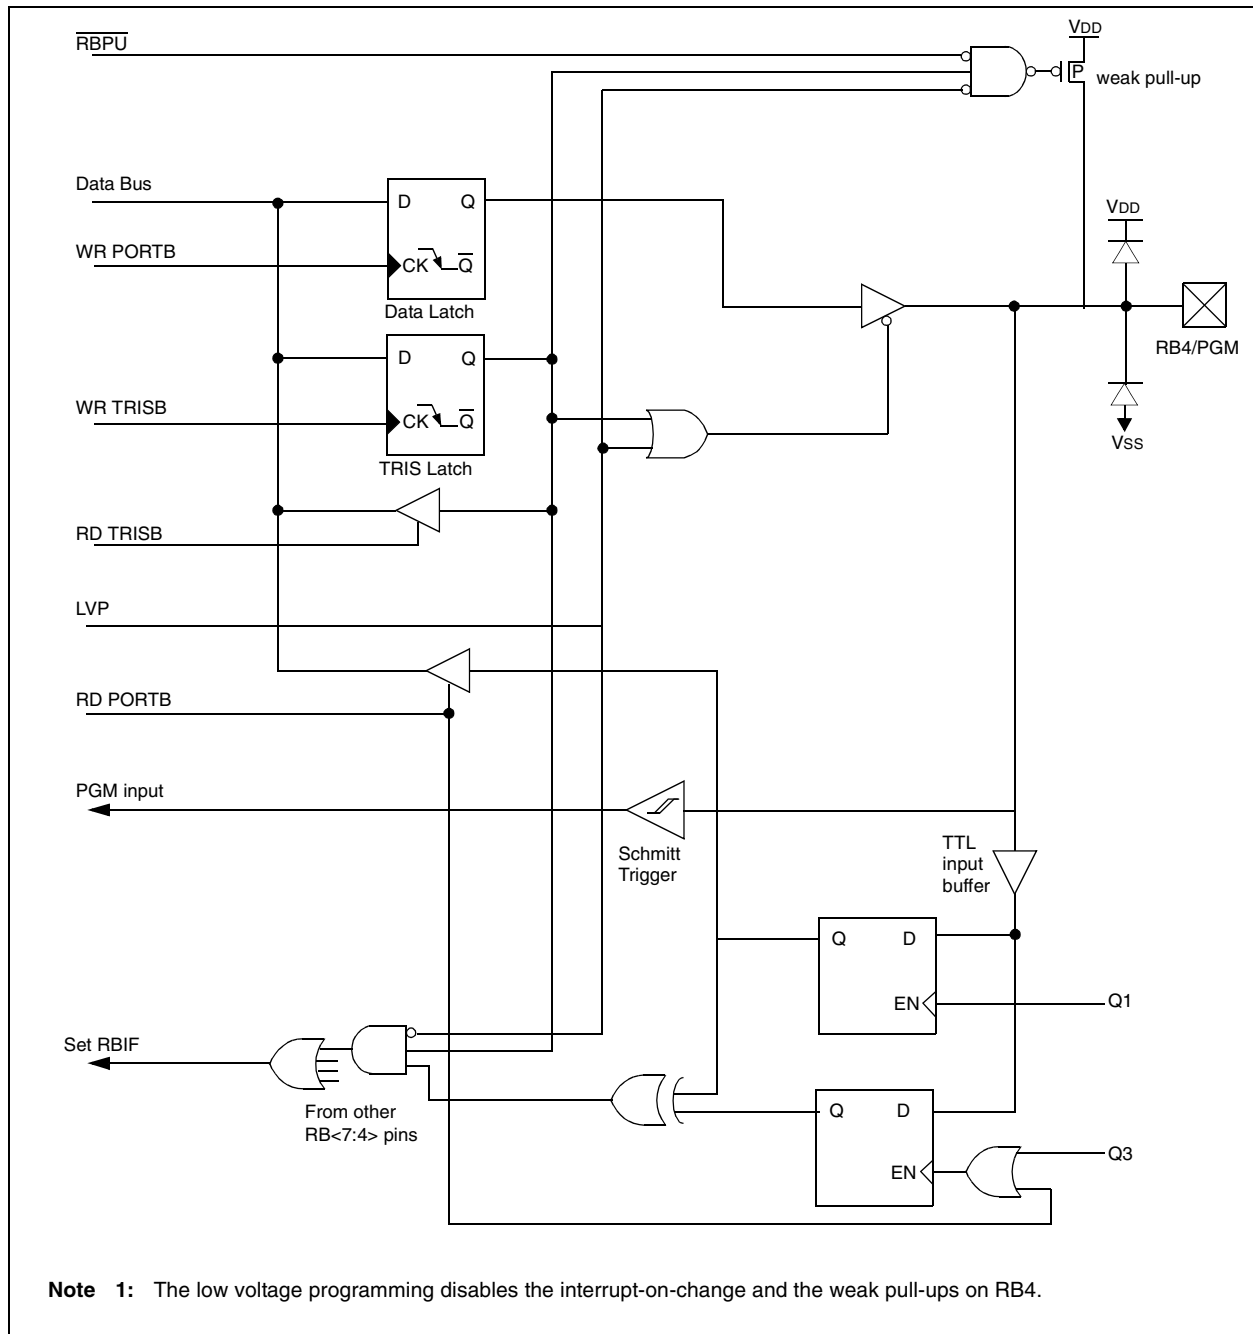 VDD
RBPU
P
weak pull-up
Data Bus
D
Q
VDD
WR PORTB
CK
Q
Data Latch
RB4/PGM
D
Q
WR TRISB
CK
Q
VSS
TRIS Latch
RD TRISB
LVP
RD PORTB
PGM input
Schmitt
Trigger
TTL
input
buffer
Q
D
EN
Q1
Set RBIF
From other
RB<7:4> pins
Q
D
EN
Q3
Note 1: The low voltage programming disables the interrupt-on-change and the weak pull-ups on RB4.